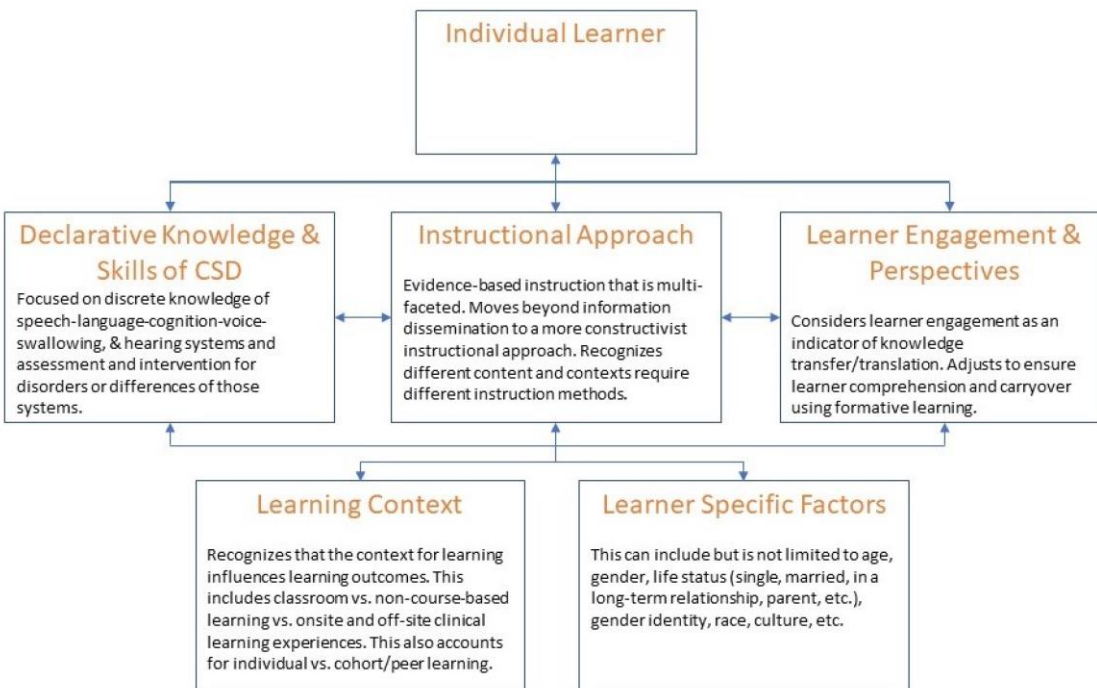 Individual Learner
Declarative Knowledge &
Skills of CSD
Focused on discrete knowledge of
speech-language-cognition-voice-
swallowing, & hearing systems and
assessment and intervention for
disorders or differences of those
systems.
Instructional Approach
Evidence-based instruction that is multi-
faceted. Moves beyond information
dissemination to a more constructivist
instructional approach. Recognizes
different content and contexts require
different instruction methods.
Learner Engagement &
Perspectives
Considers learner engagement as an
indicator of knowledge
transfer/translation. Adjusts to ensure
learner comprehension and carryover
using formative learning.
Learning Context
Recognizes that the context for learning
influences learning outcomes. This
includes classroom vs. non-course-based
learning vs. onsite and off-site clinical
learning experiences. This also accounts
for individual vs. cohort/peer learning.
Learner Specific Factors
This can include but is not limited to age,
gender, life status (single, married, in a
long-term relationship, parent, etc.),
gender identity, race, culture, etc.